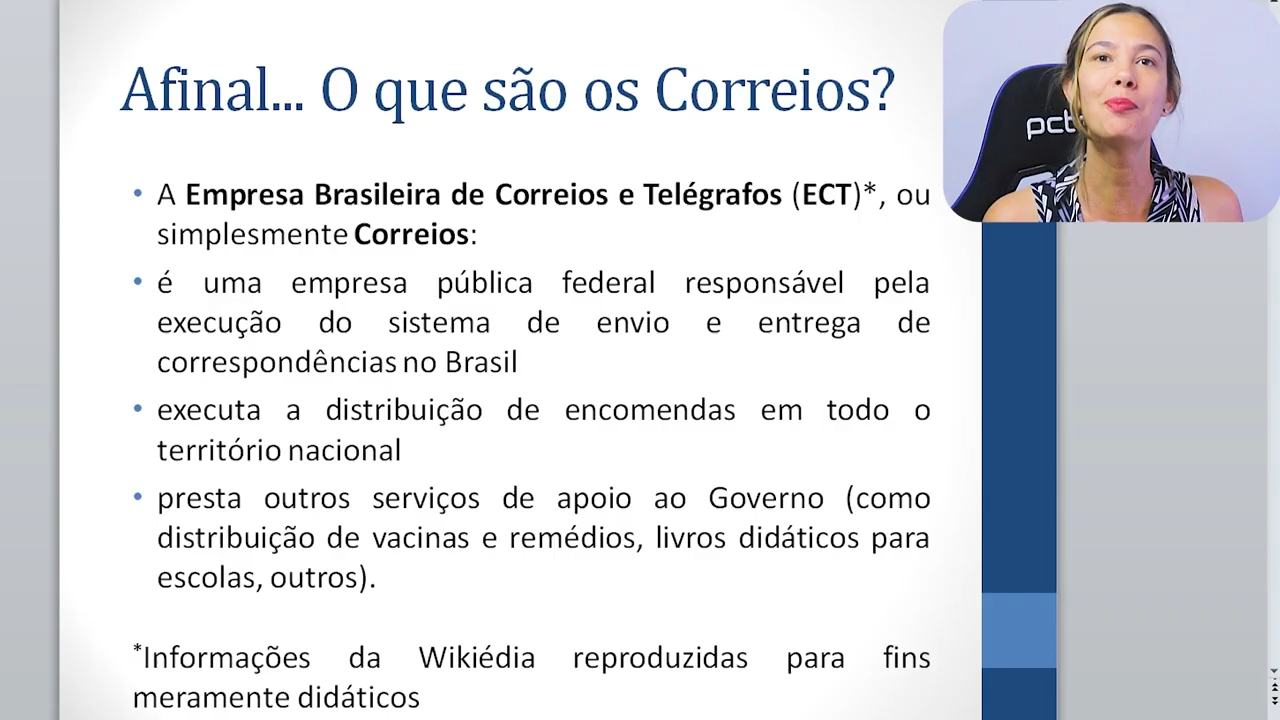 Afinal... O que são os Correios?
pct
• A Empresa Brasileira de Correios e Telégrafos (ECT)*, ou
simplesmente Correios:
• é uma empresa pública federal responsável pela
execução do sistema de envio e entrega de
correspondências no Brasil
• executa a distribuição de encomendas em todo o
território nacional
• presta outros serviços de apoio ao Governo (como
distribuição de vacinas e remédios, livros didáticos para
escolas, outros).
*Informações da Wikiédia reproduzidas para fins
meramente didáticos